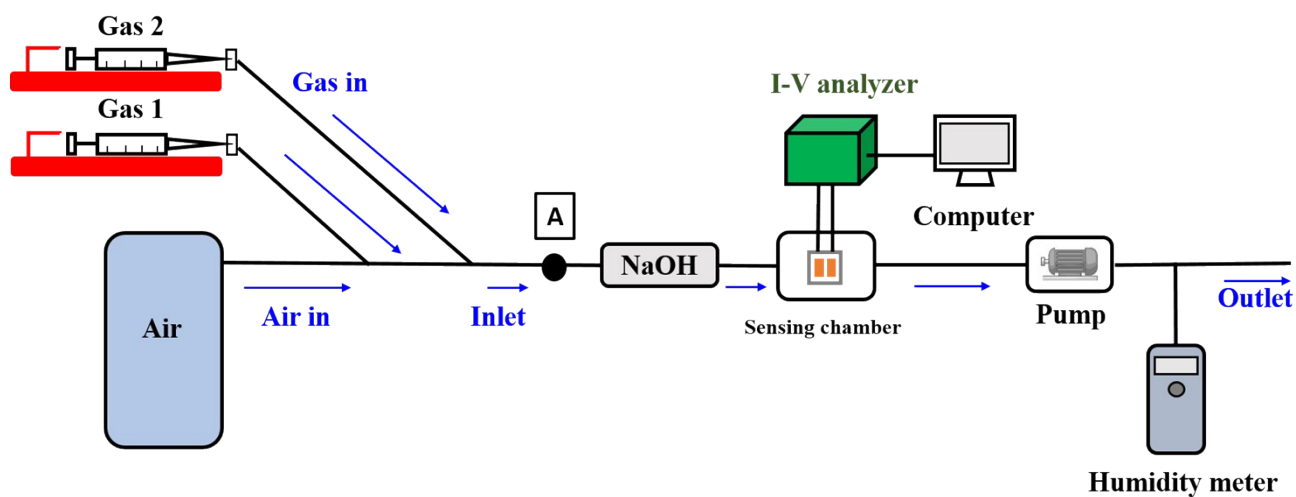 Gas 2
Gas 1
Gas in
I-V analyzer
A
Computer
NaOH
Air
Air in
Inlet
Sensing chamber
Pump
Outlet
Humidity meter